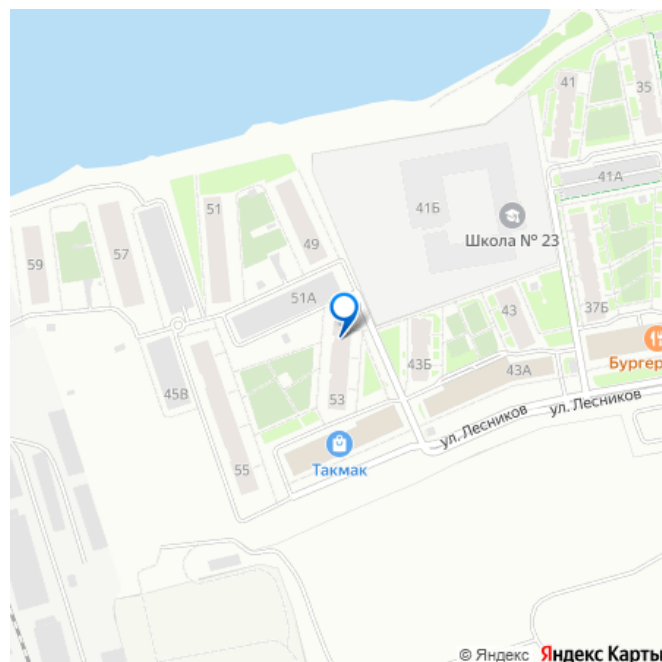 41
35
41А
51
41Б
Школа № 23
49
57
59
51А
43
37Б
43Б
Бургер
43А
45В
53
ул. Лесников
ул. Лесников
Такмак
55
© Яндекс Яндекс Карты